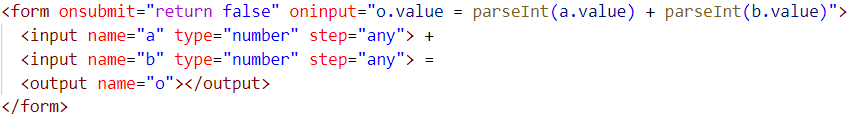 <form onsubmit="return false" oninput="o.value = parseInt(a.value) + parseInt(b.value)">
  <input name="a" type="number" step="any"> +
  <input name="b" type="number" step="any"> =
  <output name="o"></output>
</form>